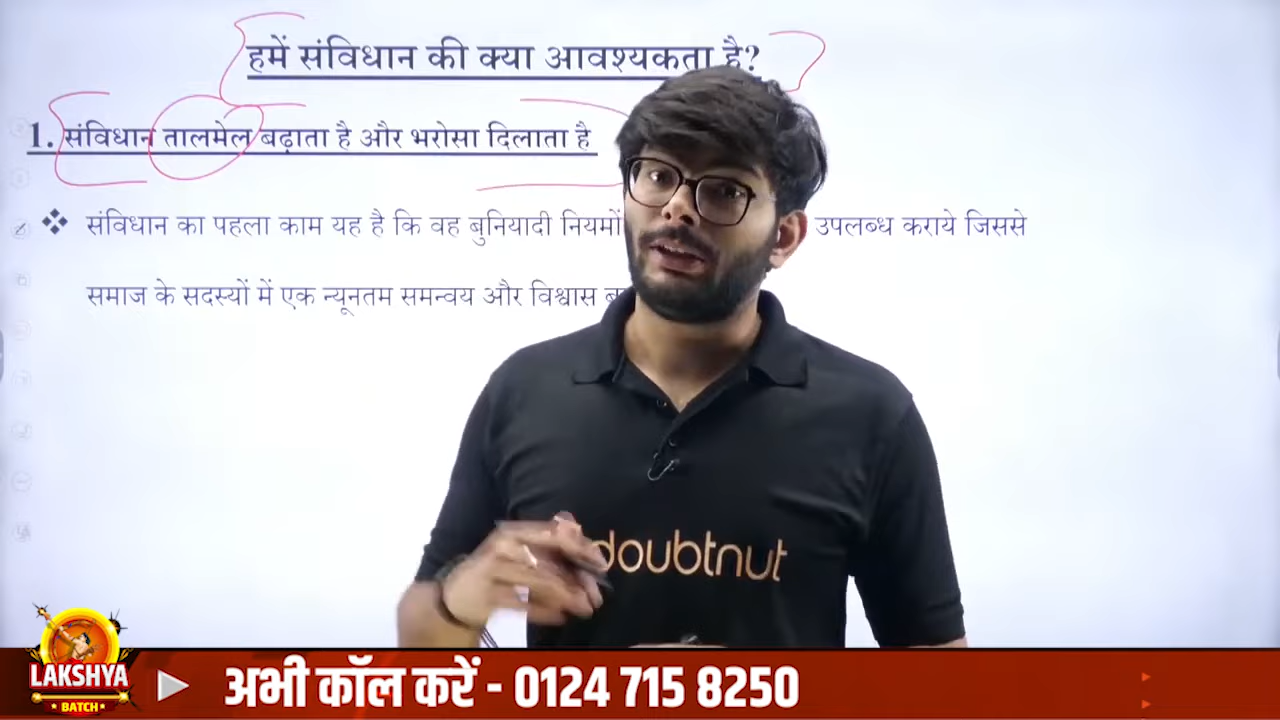 हमें संविधान की क्या आवश्यकता है?
1. संविधान तालमेल बढ़ाता है और भरोसा दिलाता है
❖ संविधान का पहला काम यह है कि वह बुनियादी नियमों उपलब्ध कराये जिससे
समाज के सदस्यों में एक न्यूनतम समन्वय और विश्वास
doubtnut
LAKSHYA
BATCH
अभी कॉल करें - 0124 715 8250